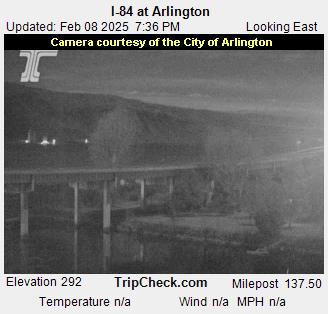 I-84 at Arlington
Updated: Feb 08 2025 7:36 PM Looking East
Camera courtesy of the City of Arlington
Elevation 292 TripCheck.com Milepost 137.50
Temperature n/a Wind n/a MPH n/a